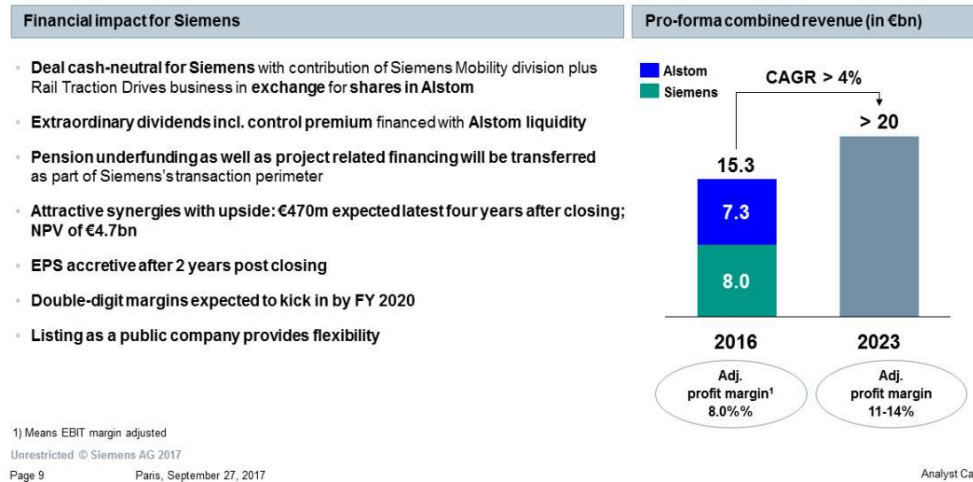 Financial impact for Siemens
• Deal cash-neutral for Siemens with contribution of Siemens Mobility division plus
Rail Traction Drives business in exchange for shares in Alstom
• Extraordinary dividends incl. control premium financed with Alstom liquidity
• Pension underfunding as well as project related financing will be transferred
as part of Siemens's transaction perimeter
• Attractive synergies with upside: €470m expected latest four years after closing;
NPV of €4.7bn
• EPS accretive after 2 years post closing
• Double-digit margins expected to kick in by FY 2020
• Listing as a public company provides flexibility
Pro-forma combined revenue (in €bn)
Alstom
Siemens
CAGR > 4%
> 20
15.3
7.3
8.0
2016
2023
Adj.
profit margin¹
8.0%%
Adj.
profit margin
11-14%
1) Means EBIT margin adjusted
Unrestricted © Siemens AG 2017
Page 9
Paris, September 27, 2017
Analyst Ca